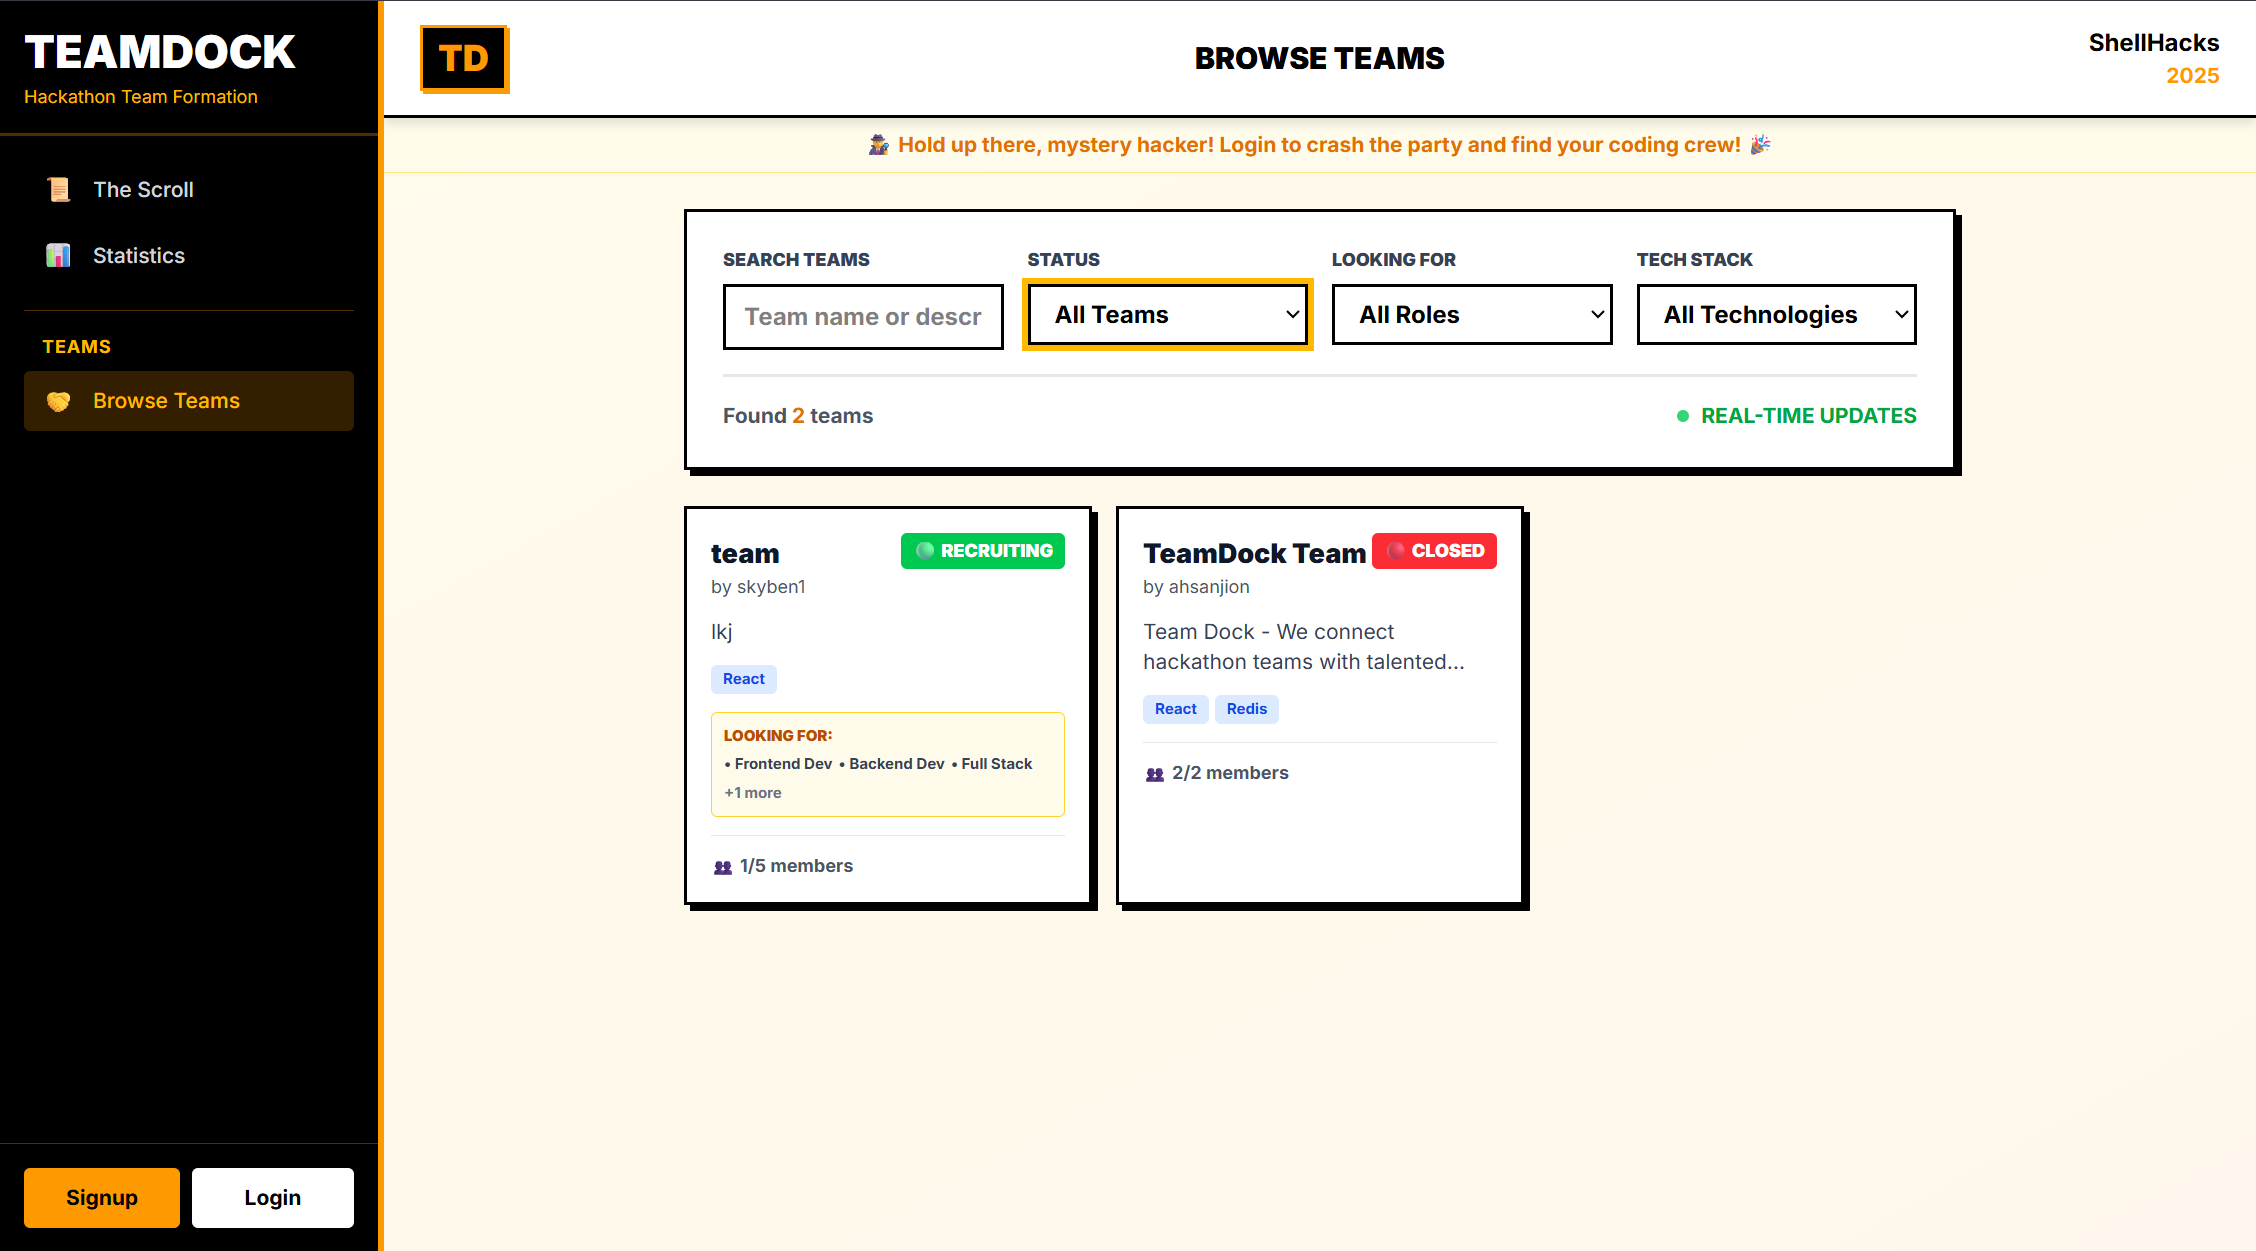 TEAMDOCK
Hackathon Team Formation
The Scroll
Statistics
TEAMS
Browse Teams
Signup
Login
TD
BROWSE TEAMS
ShellHacks
2025
Hold up there, mystery hacker! Login to crash the party and find your coding crew!
SEARCH TEAMS
Team name or descr
STATUS
All Teams
LOOKING FOR
All Roles
TECH STACK
All Technologies
Found 2 teams
REAL-TIME UPDATES
team
RECRUITING
by skyben1
lkj
React
LOOKING FOR:
• Frontend Dev • Backend Dev • Full Stack
+1 more
1/5 members
TeamDock Team
CLOSED
by ahsanjion
Team Dock - We connect
hackathon teams with talented...
React Redis
2/2 members